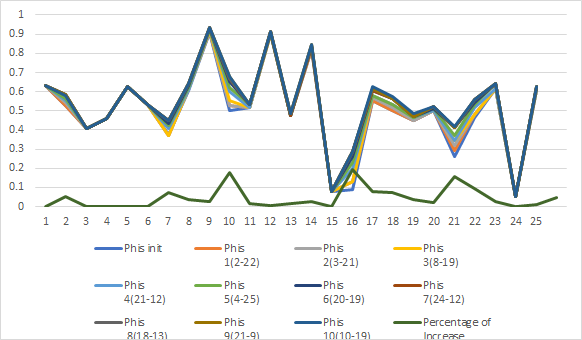 1
0.9
0.8
0.7
0.6
0.5
0.4
0.3
0.2
0.1
0
1 2 3 4 5 6 7 8 9 10 11 12 13 14 15 16 17 18 19 20 21 22 23 24 25
Phis init
Phis
1(2-22)
Phis
2(3-21)
Phis
3(8-19)
Phis
4(21-12)
Phis
5(4-25)
Phis
6(20-19)
Phis
7(24-12)
Phis
8(18-13)
Phis
9(21-9)
Phis
10(10-19)
Percentage of
Increase